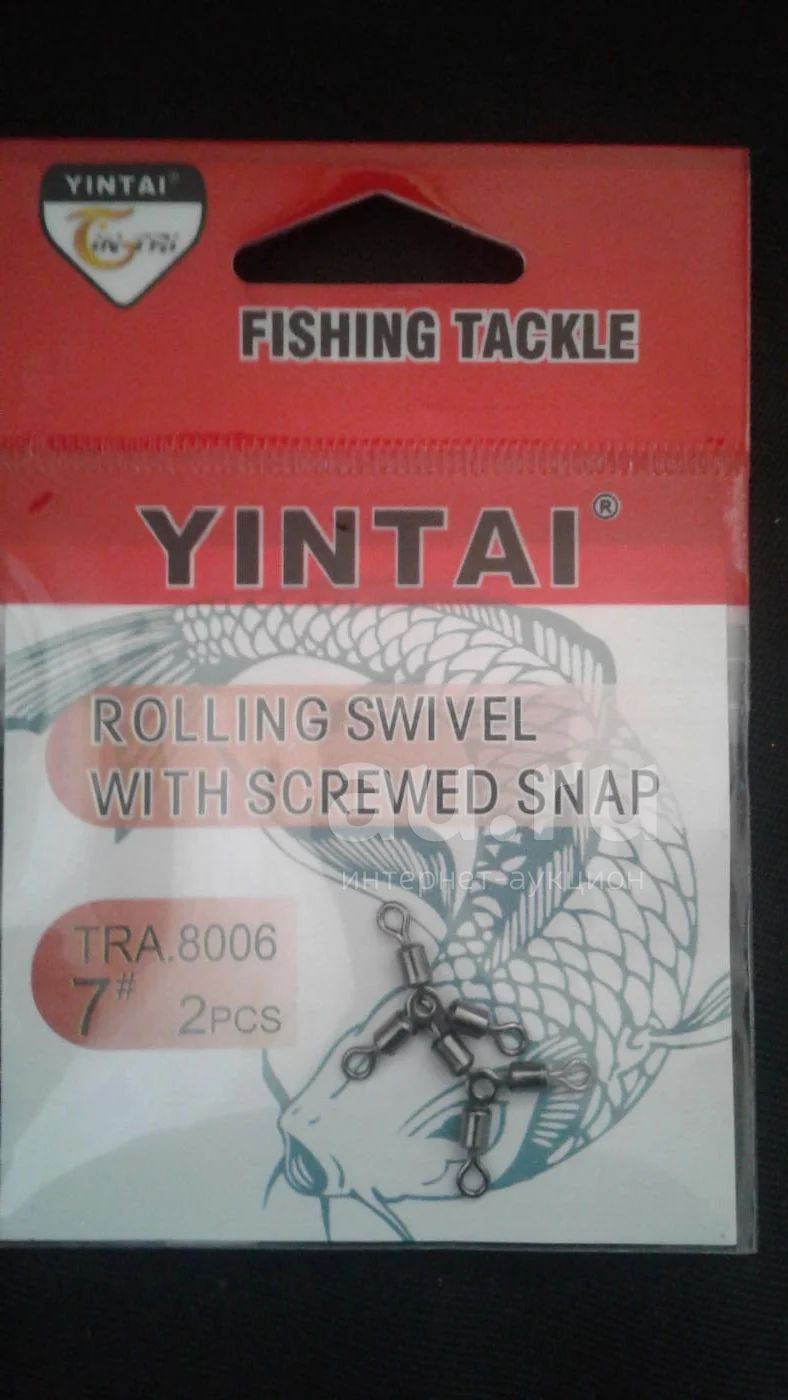 YINTAI®
FISHING TACKLE
YINTAI®
ROLLING SWIVEL
WITH SCREWED SNAP
au.ru
интернет-аукцион
TRA.8006
7# 2PCS